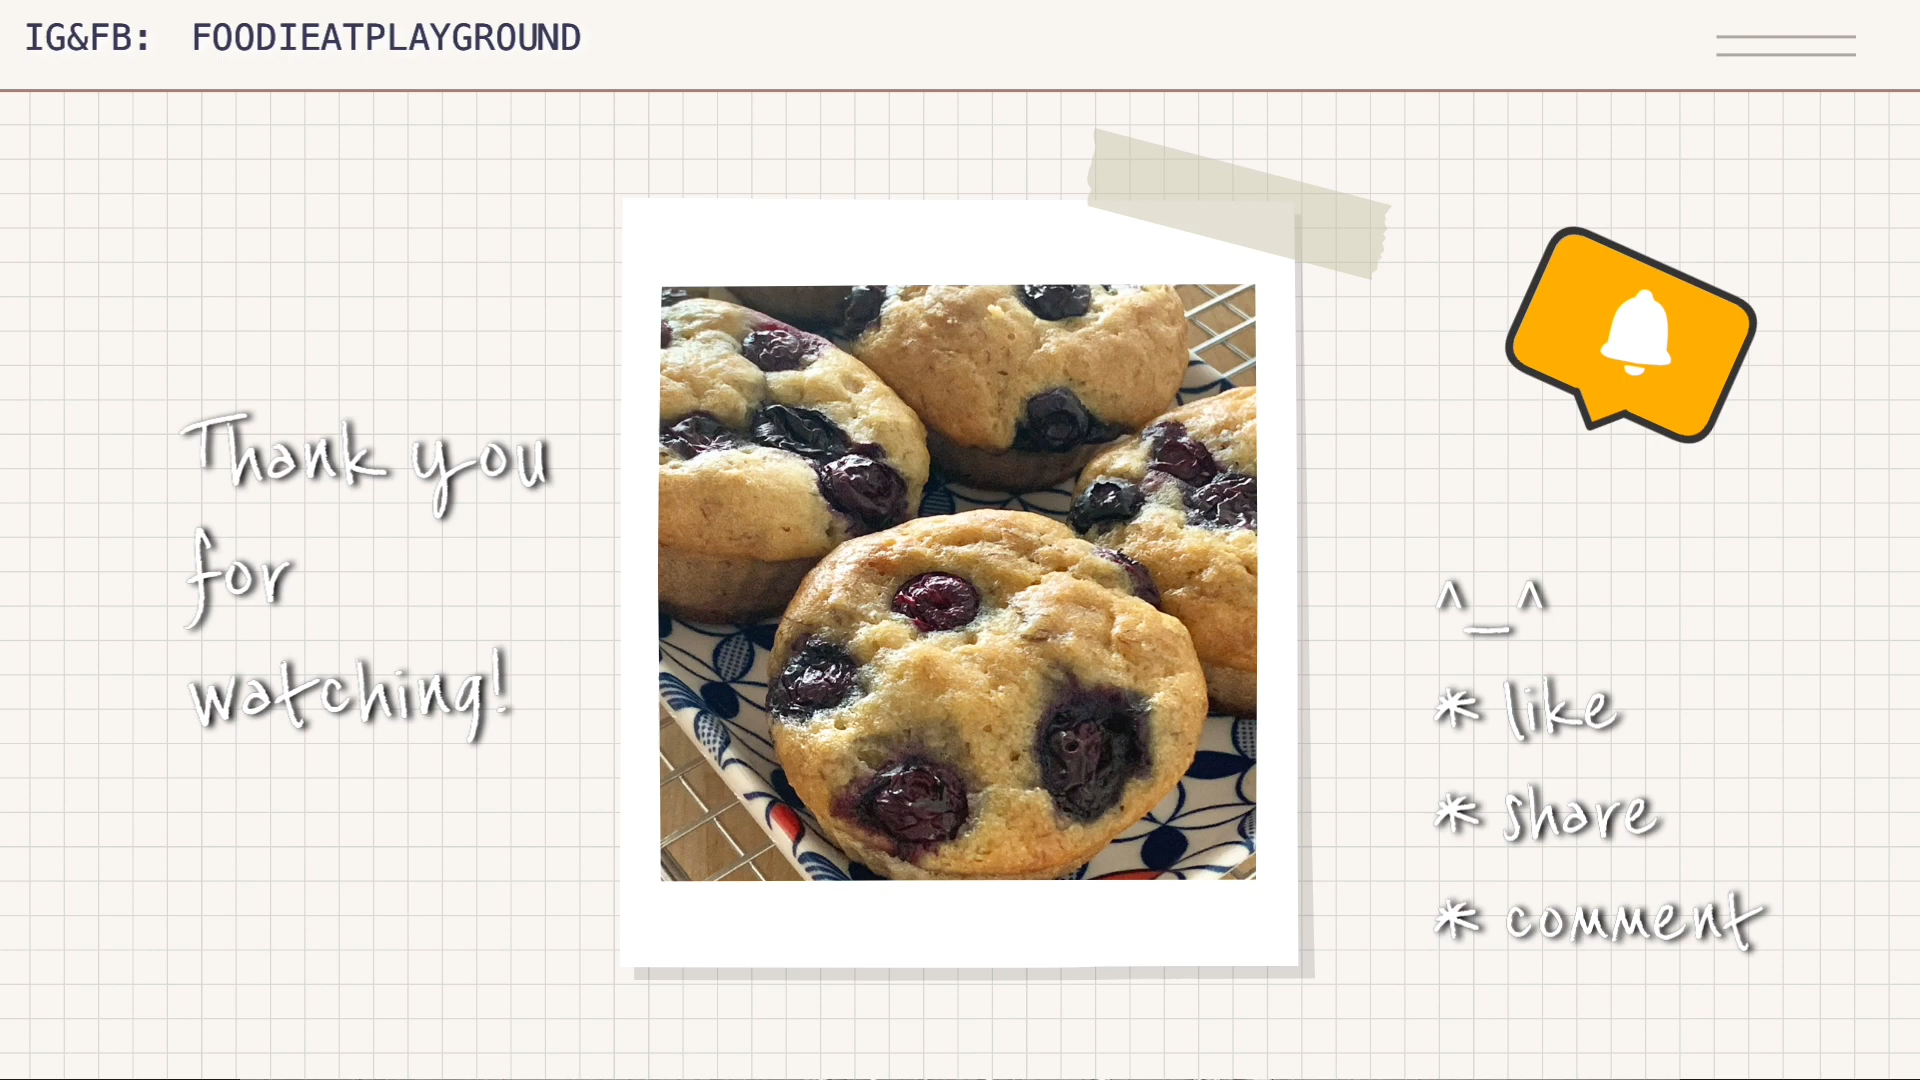 IG&FB: FOODIEATPLAYGROUND
Thank you
for
watching!
^_^
* like
* share
* comment